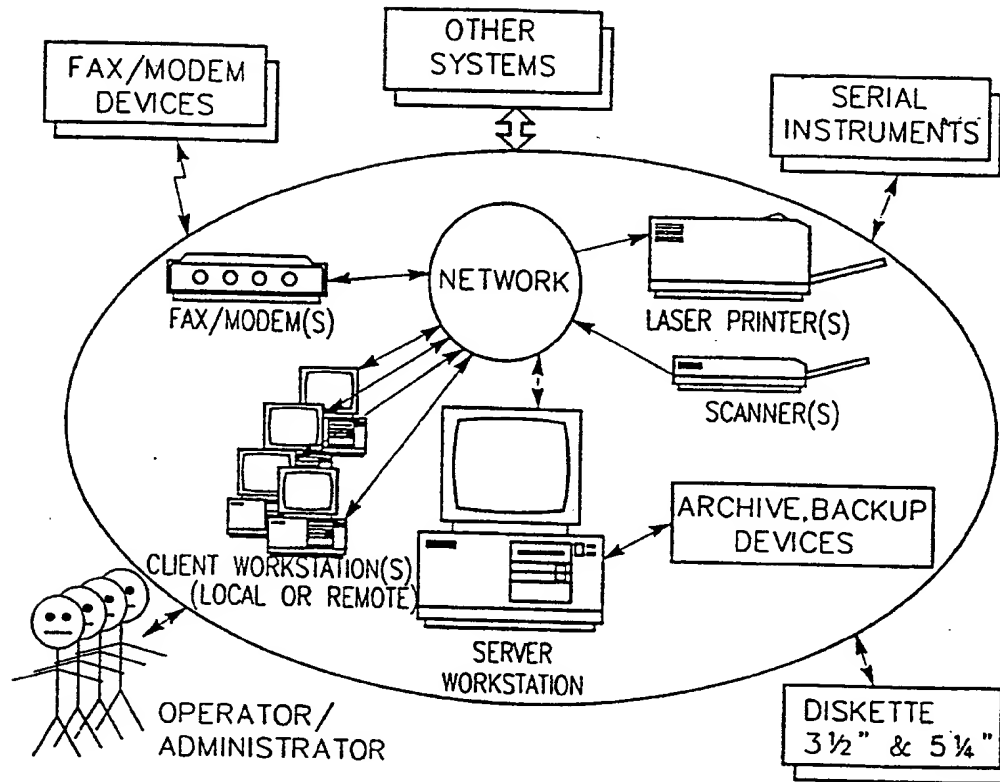 OTHER
SYSTEMS
FAX/MODEM
DEVICES
SERIAL
INSTRUMENTS
NETWORK
FAX/MODEM(S)
LASER PRINTER(S)
SCANNER(S)
ARCHIVE,BACKUP
DEVICES
CLIENT WORKSTATION(S)
(LOCAL OR REMOTE)
SERVER
WORKSTATION
OPERATOR/
ADMINISTRATOR
DISKETTE
3½" & 5¼"